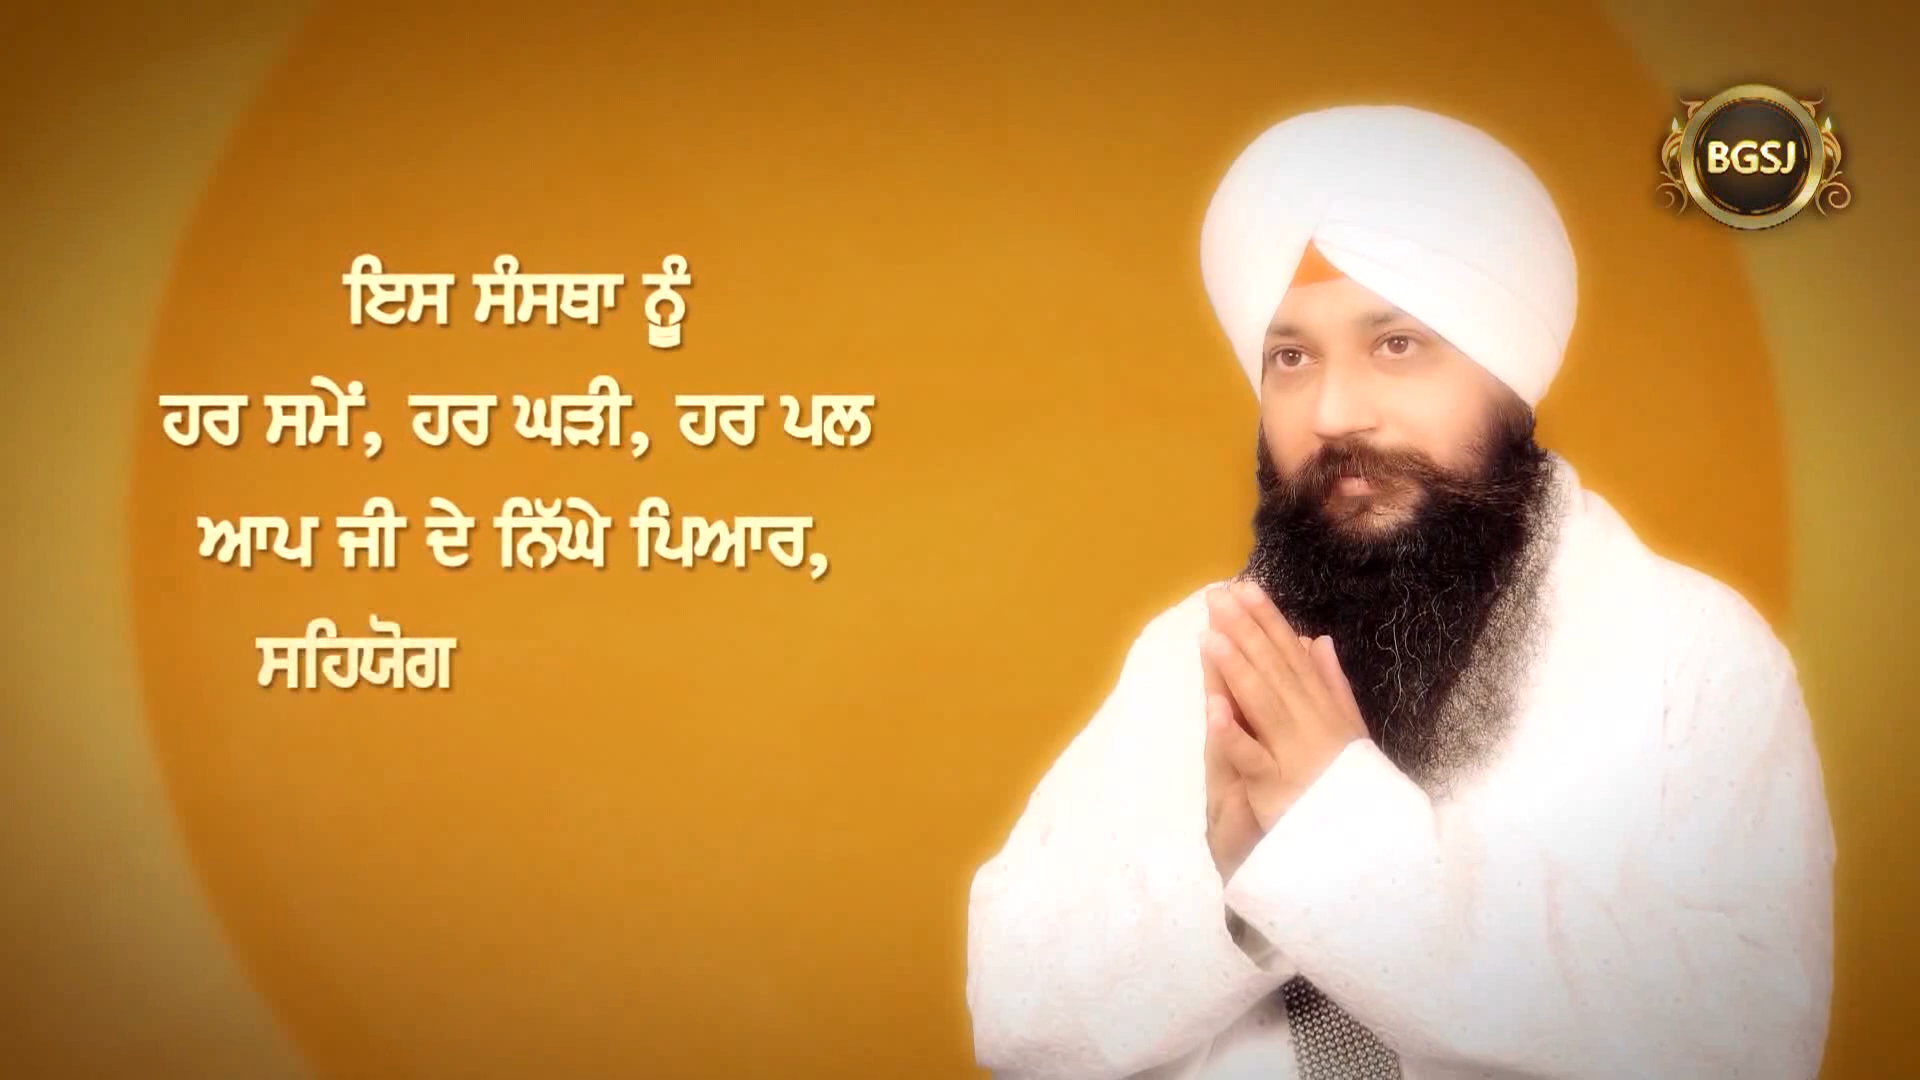 BGSJ
ਇਸ ਸੰਸਥਾ ਨੂੰ
ਹਰ ਸਮੇਂ, ਹਰ ਘੜੀ, ਹਰ ਪਲ
ਆਪ ਜੀ ਦੇ ਨਿੱਘੇ ਪਿਆਰ,
ਸਹਿਯੋਗ